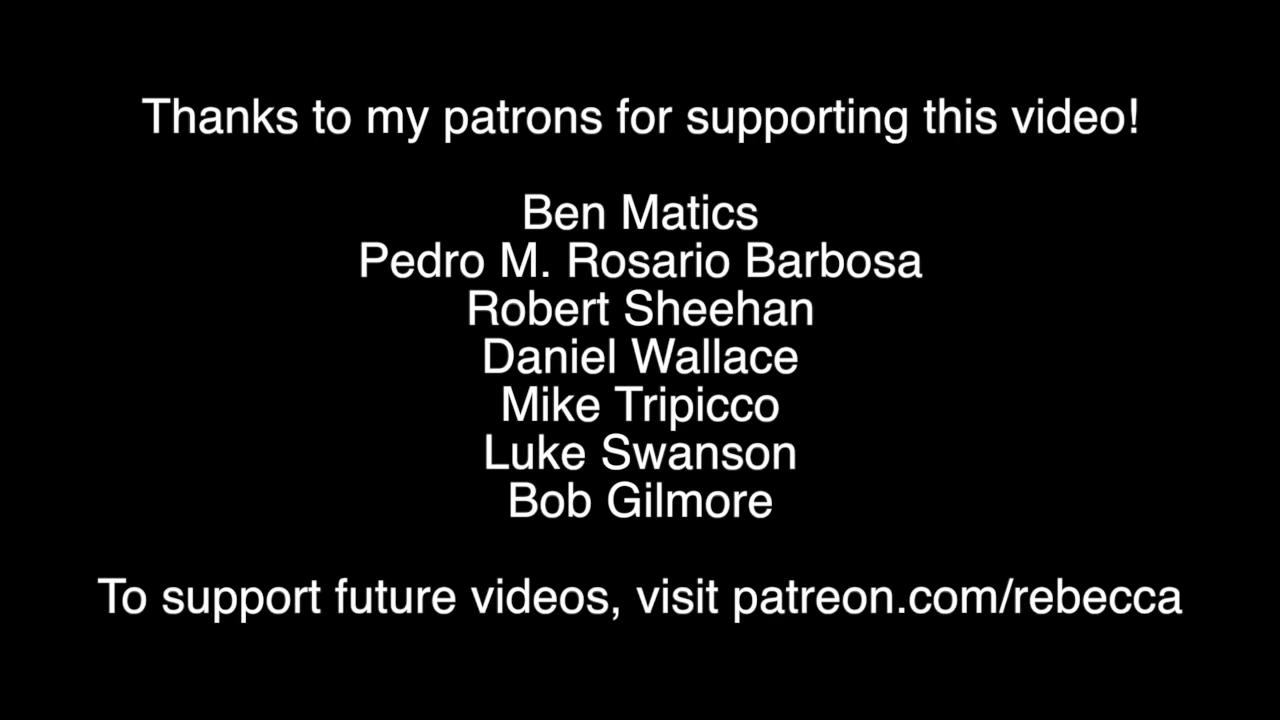 Thanks to my patrons for supporting this video!
Ben Matics
Pedro M. Rosario Barbosa
Robert Sheehan
Daniel Wallace
Mike Tripicco
Luke Swanson
Bob Gilmore
To support future videos, visit patreon.com/rebecca